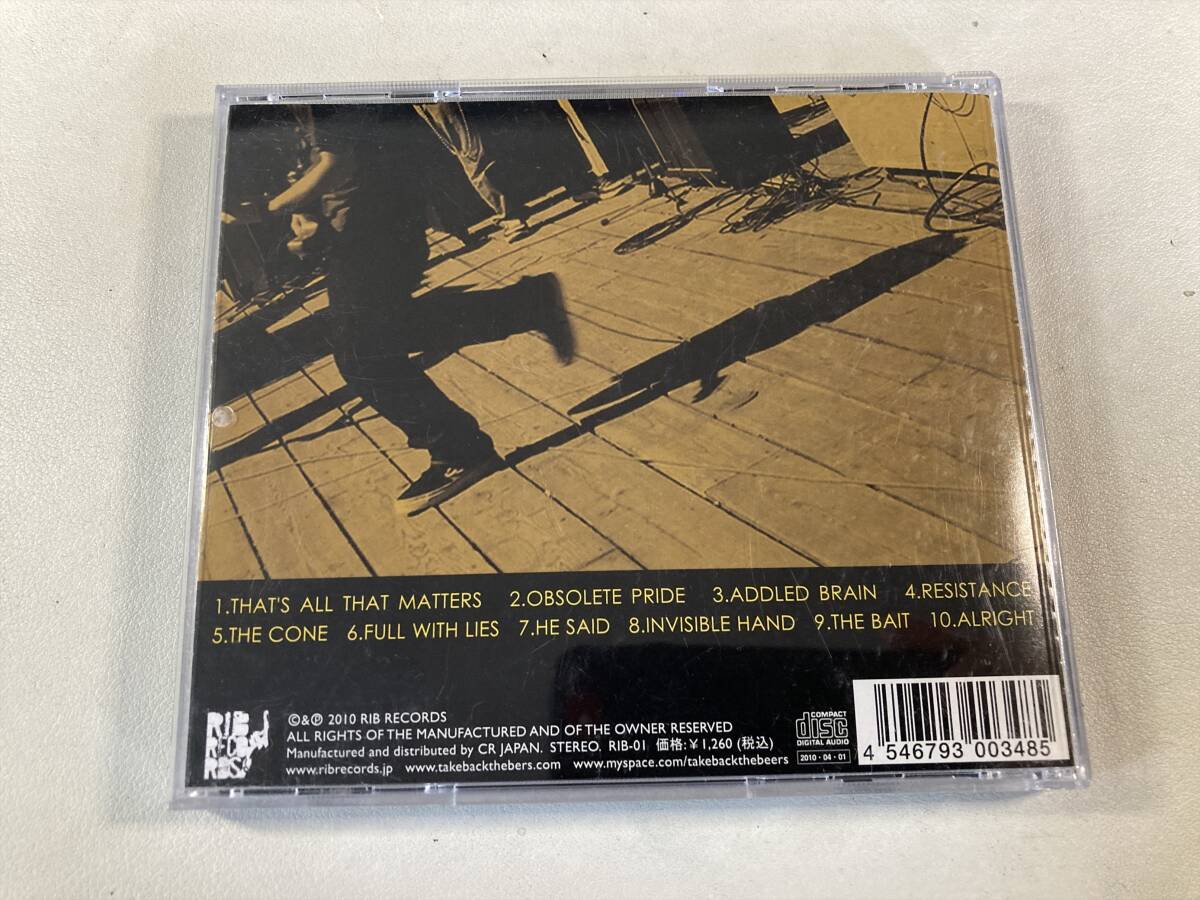 1.THAT'S ALL THAT MATTERS 2.OBSOLETE PRIDE 3.ADDLED BRAIN 4.RESISTANCE
5.THE CONE 6.FULL WITH LIES 7.HE SAID 8.INVISIBLE HAND 9.THE BAIT 10.ALRIGHT
RIB
RECORDS
©&℗ 2010 RIB RECORDS
ALL RIGHTS OF THE MANUFACTURED AND OF THE OWNER RESERVED
Manufactured and distributed by CR JAPAN. STEREO. RIB-01 価格:¥1,260 (税込)
www.ribrecords.jp www.takebackthebers.com www.myspace.com/takebackthebeers
COMPACT
disc
DIGITAL AUDIO
2010・04・01
4 546793 003485